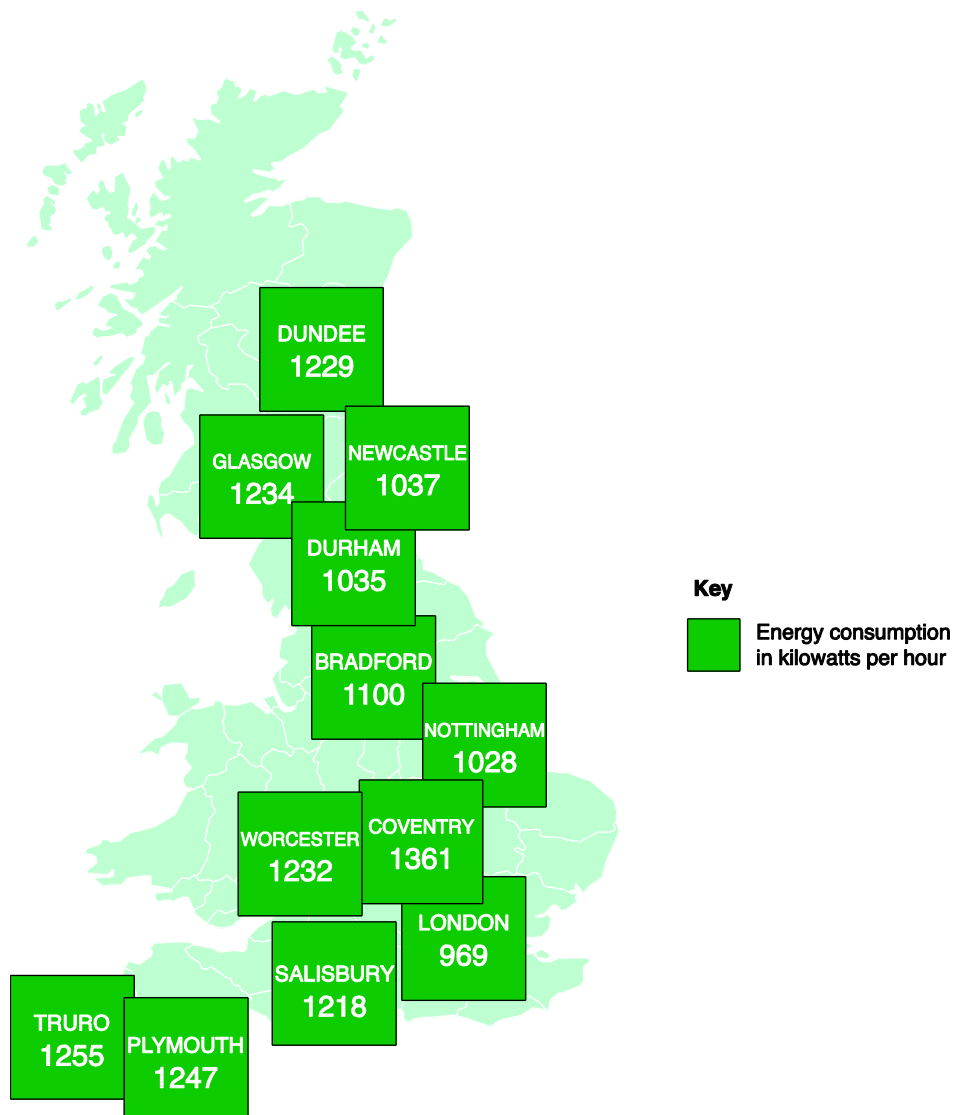 DUNDEE
1229
NEWCASTLE
1037
GLASGOW
1234
DURHAM
1035
Key
Energy consumption
in kilowatts per hour
BRADFORD
1100
NOTTINGHAM
1028
COVENTRY
1361
WORCESTER
1232
LONDON
969
SALISBURY
1218
TRURO
1255
PLYMOUTH
1247